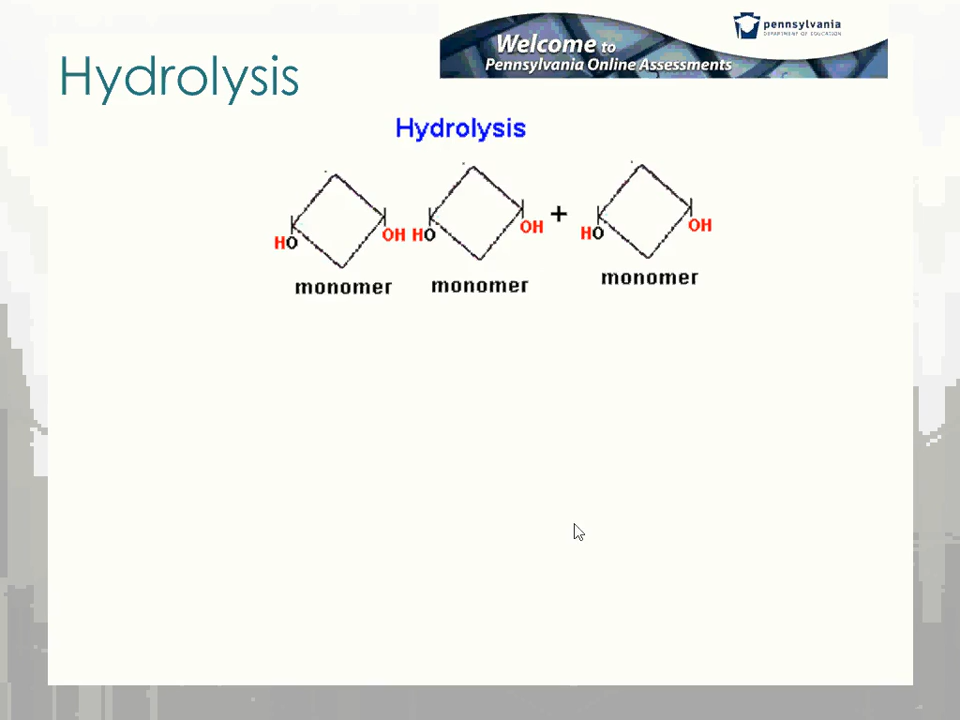 Hydrolysis
Welcome to
Pennsylvania Online Assessments
pennsylvania
DEPARTMENT OF EDUCATION
Hydrolysis
HO OH HO OH + HO OH
monomer monomer monomer